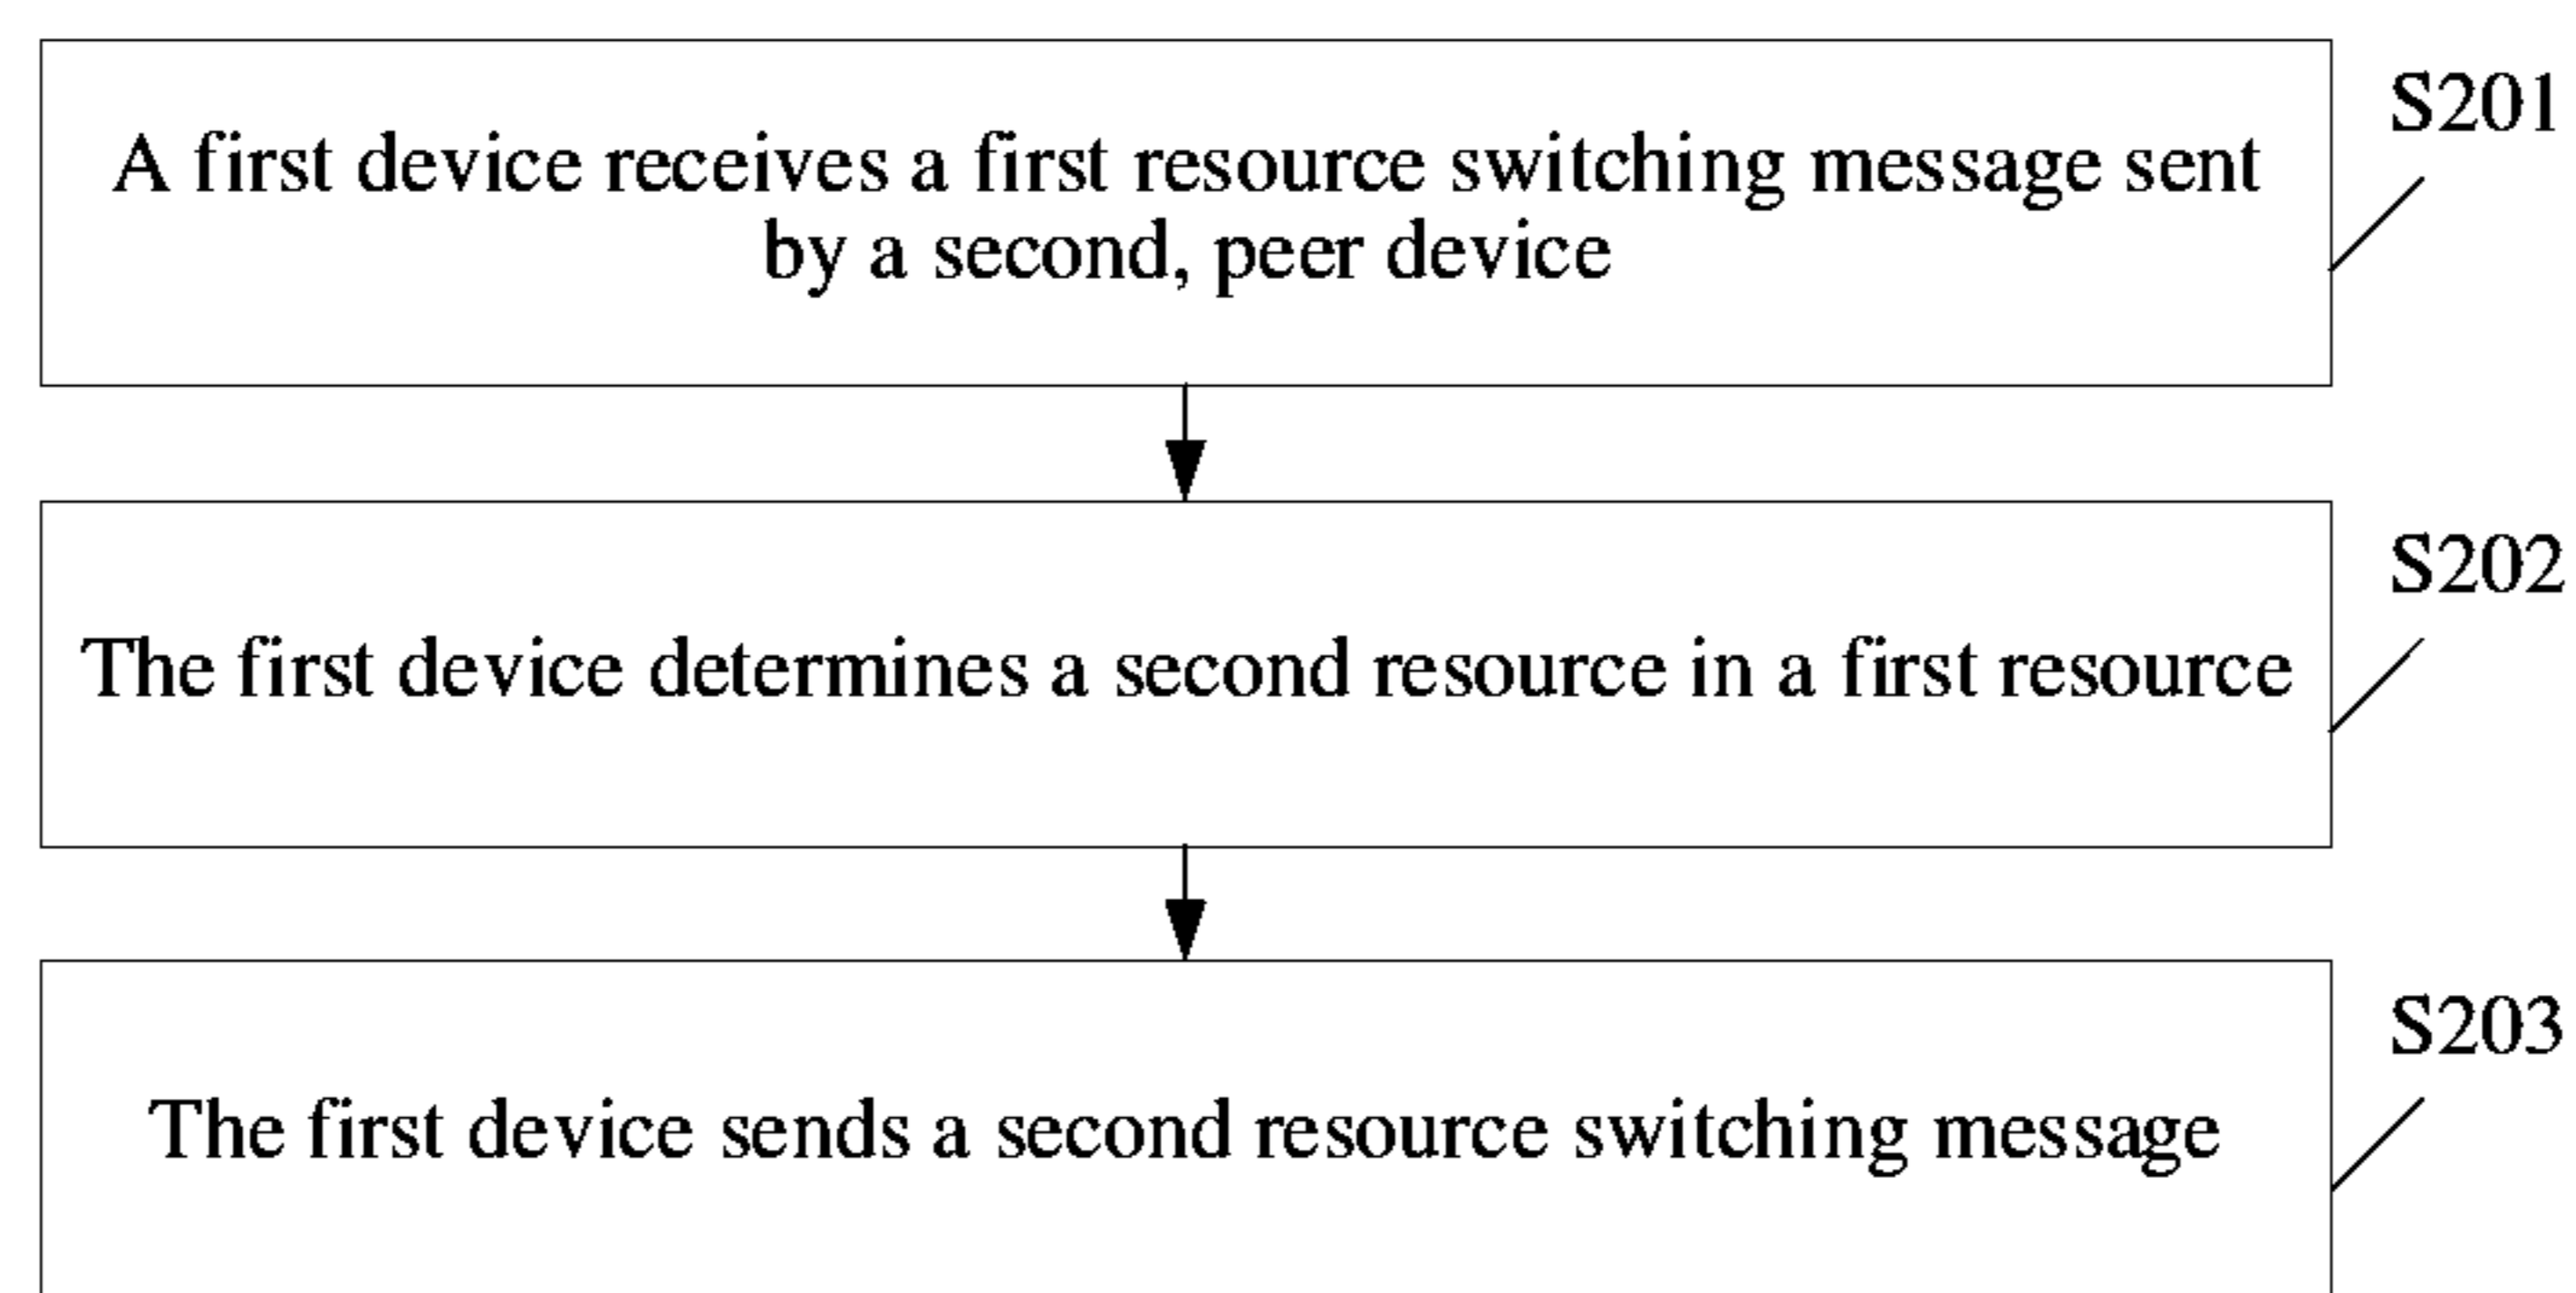 S201
A first device receives a first resource switching message sent
by a second, peer device
S202
The first device determines a second resource in a first resource
S203
The first device sends a second resource switching message